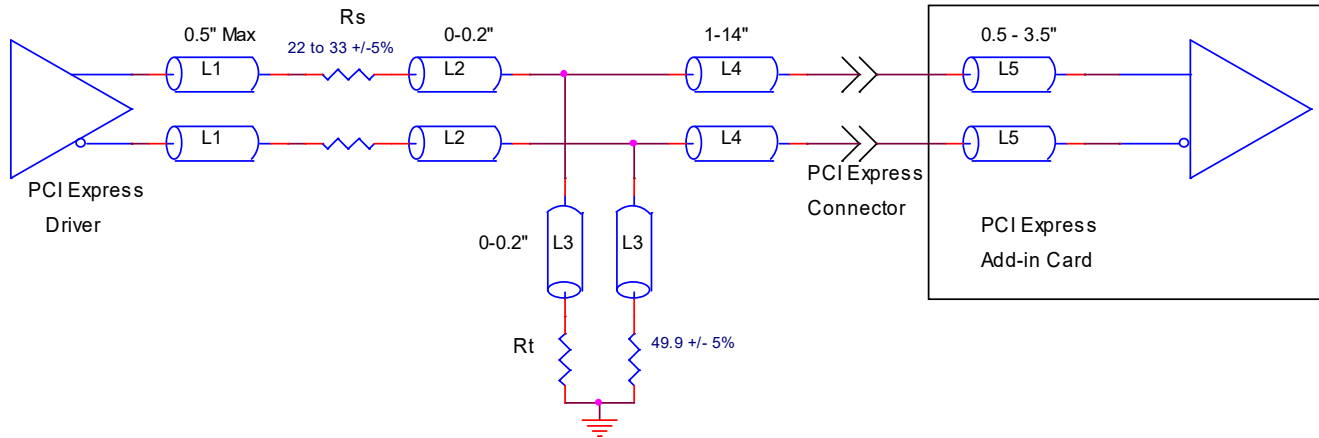 Rs
0.5" Max
22 to 33 +/-5%
0-0.2"
1-14"
0.5 - 3.5"
L1
L2
L4
L5
L1
L2
L4
L5
PCI Express
Driver
PCI Express
Connector
PCI Express
Add-in Card
0-0.2"
L3
L3
Rt
49.9 +/- 5%